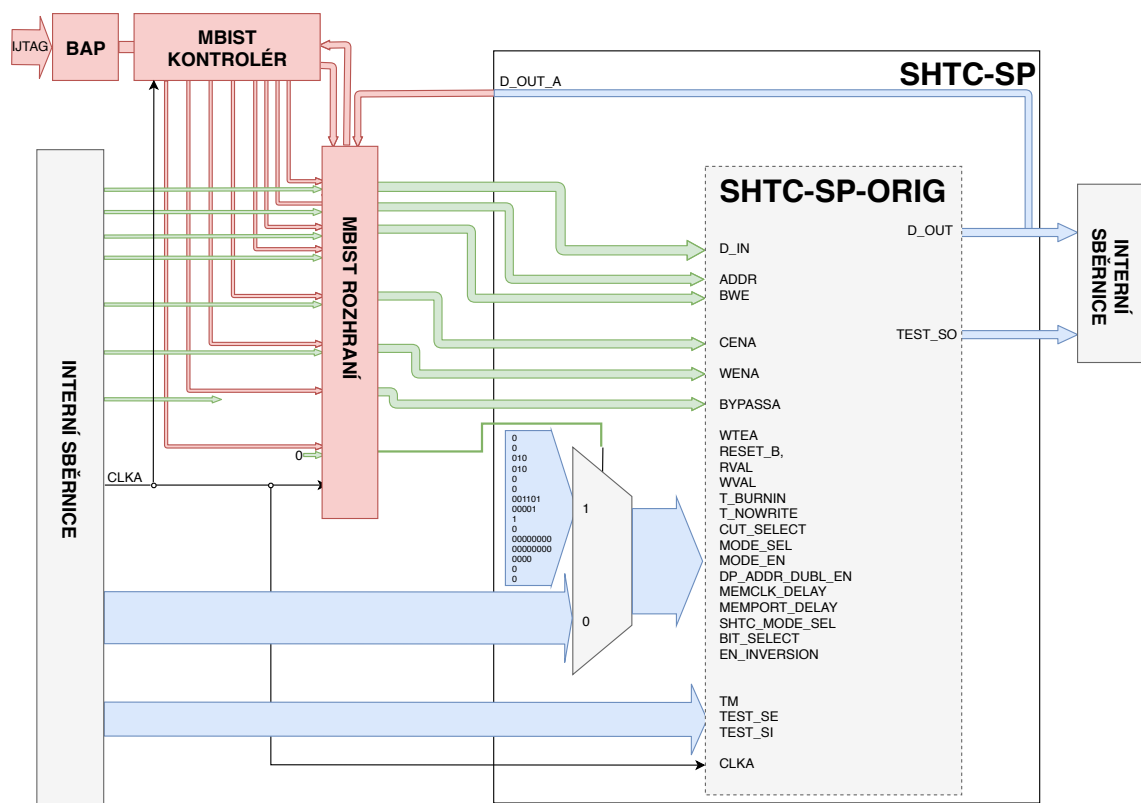 IJTAG
BAP
MBIST
KONTROLÉR
SHTC-SP
D_OUT_A
INTERNÍ SBĚRNICE
CLKA
0
MBIST ROZHRANÍ
SHTC-SP-ORIG
D_IN
ADDR
BWE
CENA
WENA
BYPASSA
WTEA
RESET_B,
RVAL
WVAL
T_BURNIN
T_NOWRITE
CUT_SELECT
MODE_SEL
MODE_EN
DP_ADDR_DUBL_EN
MEMCLK_DELAY
MEMPORT_DELAY
SHTC_MODE_SEL
BIT_SELECT
EN_INVERSION
TM
TEST_SE
TEST_SI
CLKA
D_OUT
TEST_SO
0
0
010
010
0
0
001101
00001
1
0
00000000
00000000
0000
0
0
1
0
INTERNÍ
SBĚRNICE